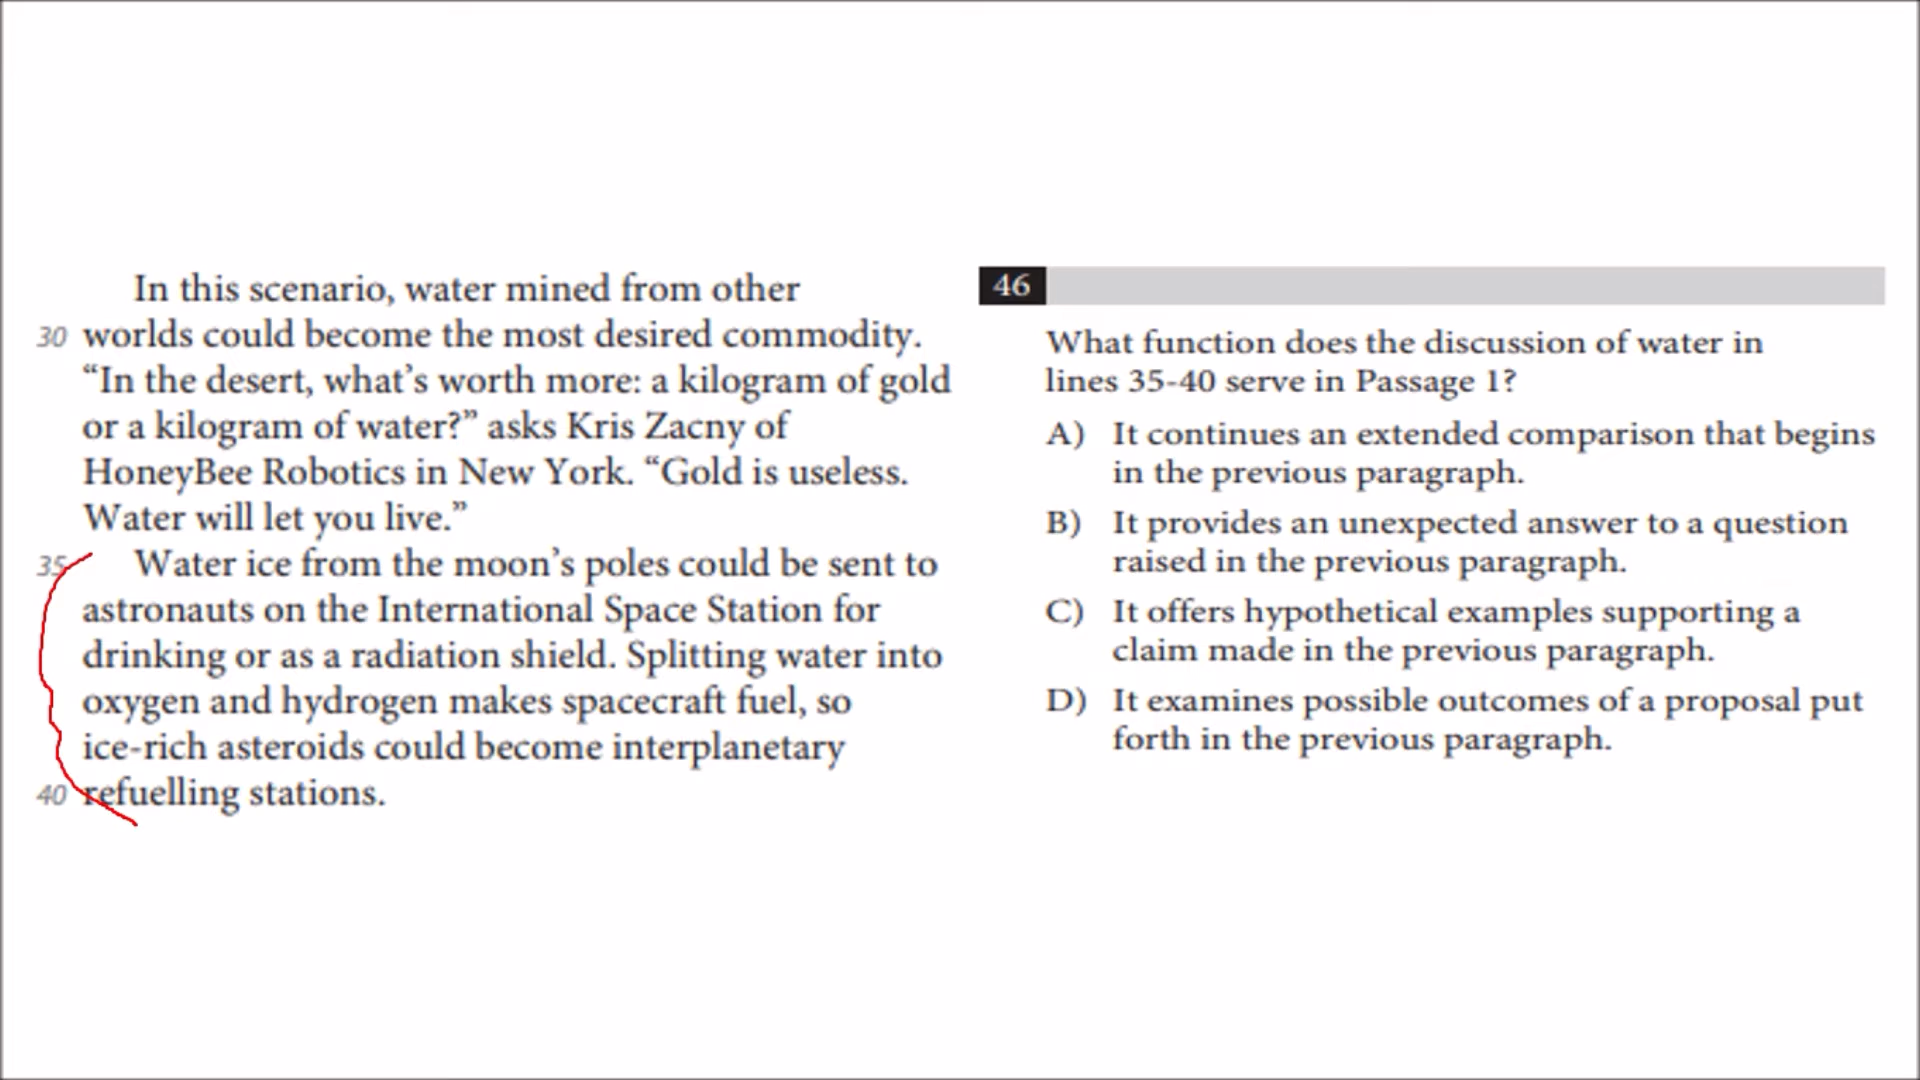 In this scenario, water mined from other
30 worlds could become the most desired commodity.
“In the desert, what’s worth more: a kilogram of gold
or a kilogram of water?” asks Kris Zacny of
HoneyBee Robotics in New York. “Gold is useless.
Water will let you live.”
35 Water ice from the moon’s poles could be sent to
astronauts on the International Space Station for
drinking or as a radiation shield. Splitting water into
oxygen and hydrogen makes spacecraft fuel, so
ice-rich asteroids could become interplanetary
40 refuelling stations.
46
What function does the discussion of water in
lines 35-40 serve in Passage 1?
A) It continues an extended comparison that begins
in the previous paragraph.
B) It provides an unexpected answer to a question
raised in the previous paragraph.
C) It offers hypothetical examples supporting a
claim made in the previous paragraph.
D) It examines possible outcomes of a proposal put
forth in the previous paragraph.